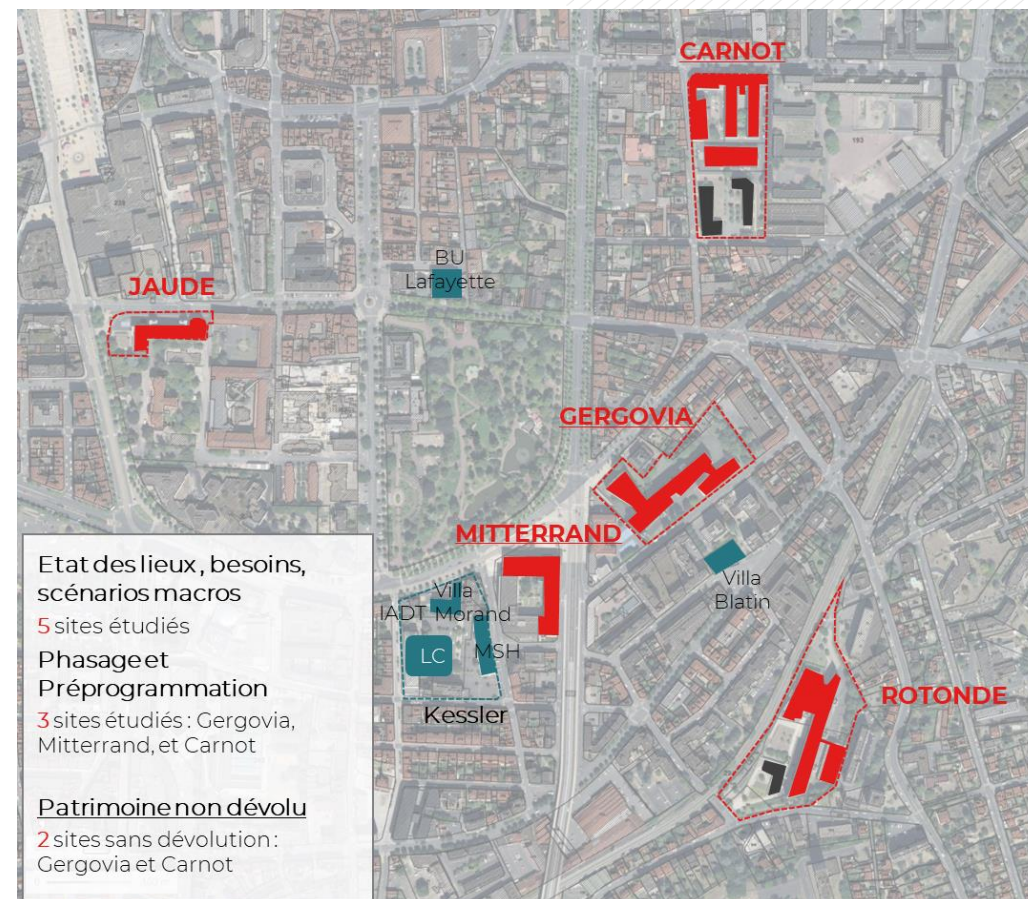 CARNOT
193
BU
Lafayette
JAUDE
GERGOVIA
MITTERRAND
Villa
Blatin
Villa
IADT Morand
LC
MSH
Kessler
ROTONDE
Etat des lieux, besoins,
scénarios macros
5 sites étudiés
Phasage et
Préprogrammation
3 sites étudiés : Gergovia,
Mitterrand, et Carnot
Patrimoine non dévolu
2 sites sans dévolution :
Gergovia et Carnot